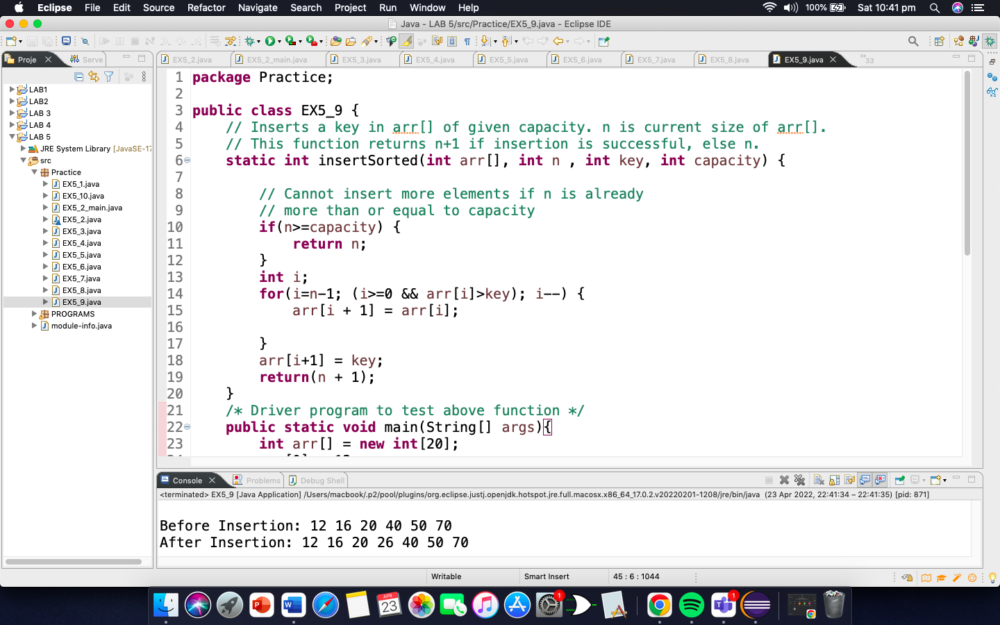 Eclipse File Edit Source Refactor Navigate Search Project Run Window Help 100% Sat 10:41 pm
Java - LAB 5/src/Practice/EX5_9.java - Eclipse IDE
Proje Serve
EX5_2.java EX5_2_main.java EX5_3.java EX5_4.java EX5_5.java EX5_6.java EX5_7.java EX5_8.java EX5_9.java 33
LAB1
LAB2
LAB 3
LAB 4
LAB 5
JRE System Library [JavaSE-17
src
Practice
EX5_1.java
EX5_10.java
EX5_2_main.java
EX5_2.java
EX5_3.java
EX5_4.java
EX5_5.java
EX5_6.java
EX5_7.java
EX5_8.java
EX5_9.java
PROGRAMS
module-info.java
1 package Practice;
2
3 public class EX5_9 {
4 // Inserts a key in arr[] of given capacity. n is current size of arr[].
5 // This function returns n+1 if insertion is successful, else n.
6 static int insertSorted(int arr[], int n , int key, int capacity) {
7
8 // Cannot insert more elements if n is already
9 // more than or equal to capacity
10 if(n>=capacity) {
11 return n;
12 }
13 int i;
14 for(i=n-1; (i>=0 && arr[i]>key); i--) {
15 arr[i + 1] = arr[i];
16
17 }
18 arr[i+1] = key;
19 return(n + 1);
20 }
21 /* Driver program to test above function */
22 public static void main(String[] args){
23 int arr[] = new int[20];
Console Problems Debug Shell
<terminated> EX5_9 [Java Application] /Users/macbook/.p2/pool/plugins/org.eclipse.justj.openjdk.hotspot.jre.full.macosx.x86_64_17.0.2.v20220201-1208/jre/bin/java (23 Apr 2022, 22:41:34 – 22:41:35) [pid: 871]
Before Insertion: 12 16 20 40 50 70
After Insertion: 12 16 20 26 40 50 70
Writable Smart Insert 45 : 6 : 1044
APR
23
1
1